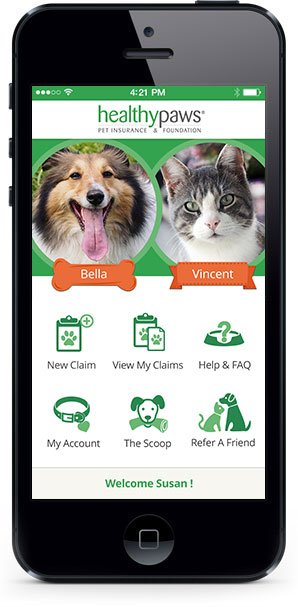 4:21 PM
healthypaws®
PET INSURANCE & FOUNDATION
Bella
Vincent
New Claim
View My Claims
Help & FAQ
?
My Account
The Scoop
Refer A Friend
Welcome Susan !